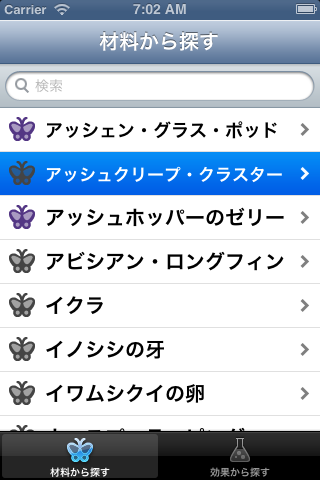 Carrier 7:02 AM
材料から探す
検索
アッシェン・グラス・ポッド
アッシュクリープ・クラスター
アッシュホッパーのゼリー
アビシアン・ロングフィン
イクラ
イノシシの牙
イワムシクイの卵
材料から探す 効果から探す